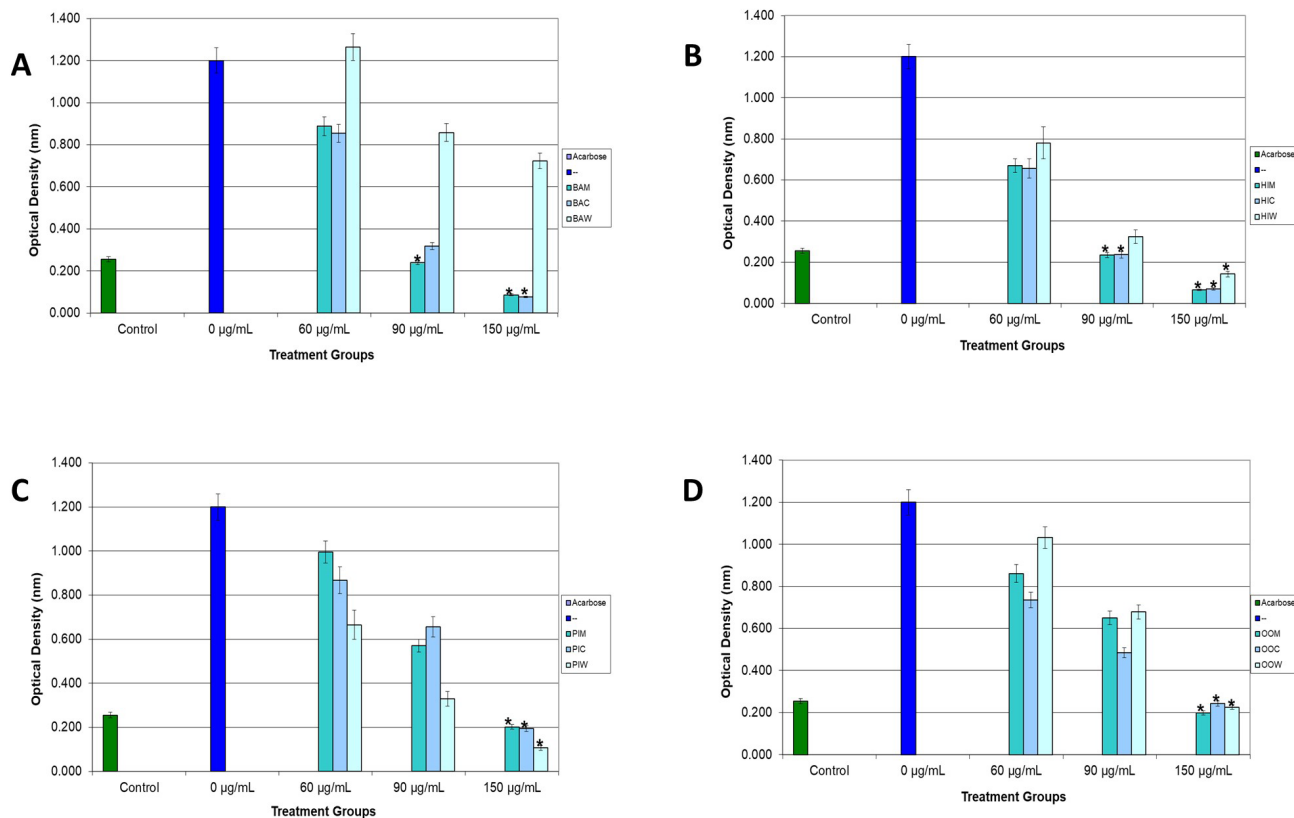 A
Optical Density (nm)
1.400
1.200
1.000
0.800
0.600
0.400
0.200
0.000
* * *
Control 0 µg/mL 60 µg/mL 90 µg/mL 150 µg/mL
Treatment Groups
Acarbose
--
BAM
BAC
BAW
B
Optical Density (nm)
1.400
1.200
1.000
0.800
0.600
0.400
0.200
0.000
* * * * *
Control 0 µg/mL 60 µg/mL 90 µg/mL 150 µg/mL
Treatment Groups
Acarbose
--
HIM
HIC
HIW
C
Optical Density (nm)
1.400
1.200
1.000
0.800
0.600
0.400
0.200
0.000
* * *
Control 0 µg/mL 60 µg/mL 90 µg/mL 150 µg/mL
Treatment Groups
Acarbose
--
PIM
PIC
PIW
D
Optical Density (nm)
1.400
1.200
1.000
0.800
0.600
0.400
0.200
0.000
* * *
Control 0 µg/mL 60 µg/mL 90 µg/mL 150 µg/mL
Treatment Groups
Acarbose
--
OOM
OOC
OOW